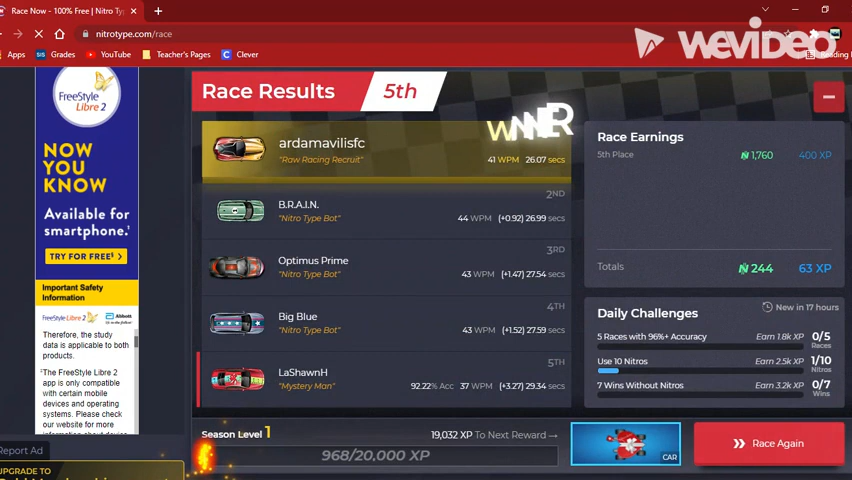 Race Now - 100% Free | Nitro Ty
nitrotype.com/race
Apps Grades YouTube Teacher's Pages Clever Reading
WeVideo
FreeStyle
Libre 2
NOW
YOU
KNOW
Available for
smartphone.¹
TRY FOR FREE§ >
Important Safety
Information
FreeStyle Libre 2 Abbott
Therefore, the study
data is applicable to both
products.
The FreeStyle Libre 2
app is only compatible
with certain mobile
devices and operating
systems. Please check
our website for more
Report Ad
UPGRADE TO
Race Results 5th
WINNER
ardamavilisfc
"Raw Racing Recruit" 41 WPM 26.07 secs
2ND
B.R.A.I.N.
"Nitro Type Bot" 44 WPM (+0.92) 26.99 secs
3RD
Optimus Prime
"Nitro Type Bot" 43 WPM (+1.47) 27.54 secs
4TH
Big Blue
"Nitro Type Bot" 43 WPM (+1.52) 27.59 secs
5TH
LaShawnH
"Mystery Man" 92.22% Acc 37 WPM (+3.27) 29.34 secs
Race Earnings
5th Place 1,760 400 XP
Totals 244 63 XP
Daily Challenges New in 17 hours
5 Races with 96%+ Accuracy Earn 1.8k XP 0/5
Races
Use 10 Nitros Earn 2.5k XP 1/10
Nitros
7 Wins Without Nitros Earn 3.2k XP 0/7
Wins
Season Level 1 19,032 XP To Next Reward →
968/20,000 XP
CAR
Race Again